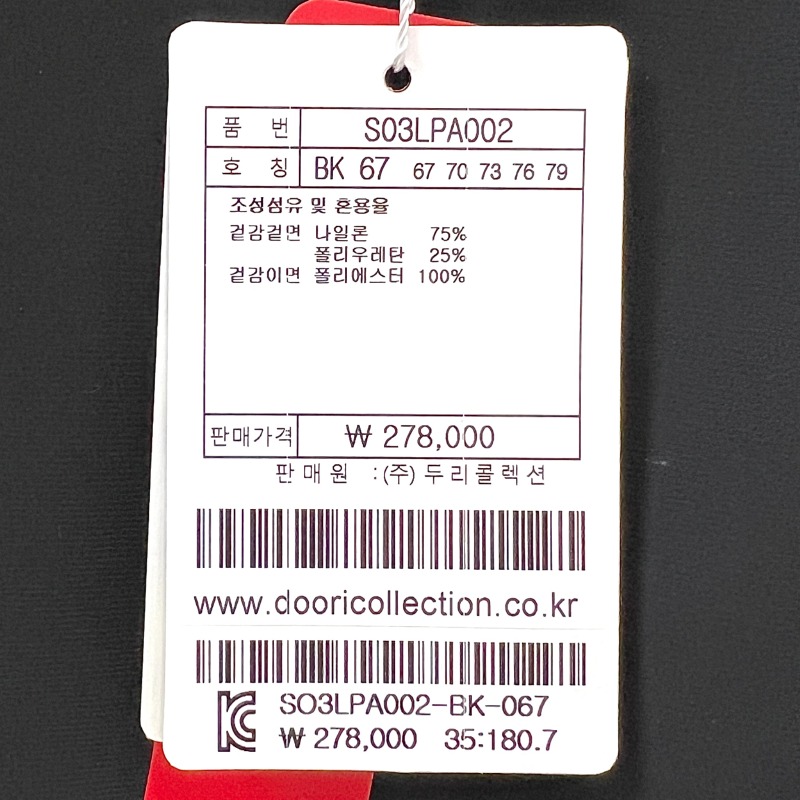 품 번 S03LPA002
호 칭 BK 67 67 70 73 76 79
조성섬유 및 혼용율
겉감겉면 나일론 75%
폴리우레탄 25%
겉감이면 폴리에스터 100%
판매가격 ₩ 278,000
판 매 원 : (주) 두 리 콜 렉 션
www.dooricollection.co.kr
KC SO3LPA002-BK-067
₩ 278,000 35:180.7